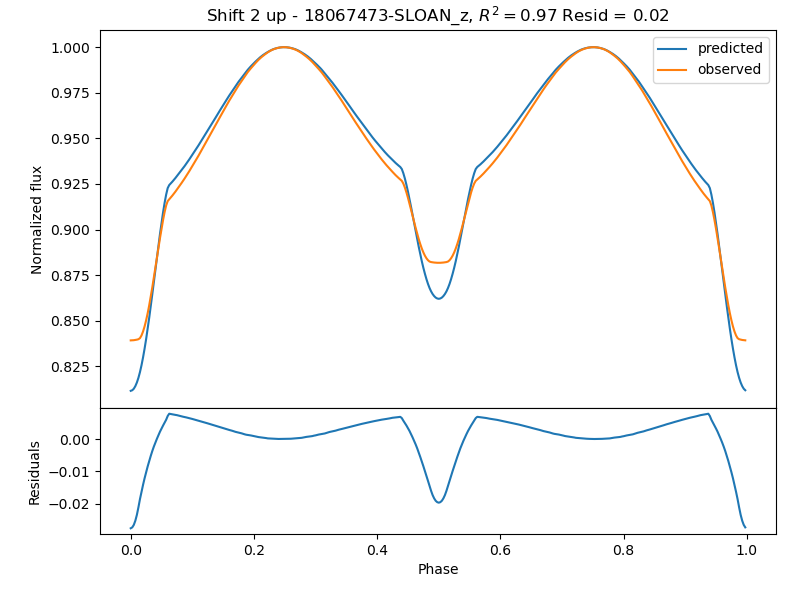 Shift 2 up - 18067473-SLOAN_z, R² = 0.97 Resid = 0.02
predicted
observed
1.000
0.975
0.950
0.925
0.900
0.875
0.850
0.825
Normalized flux
0.00
−0.01
−0.02
Residuals
0.0
0.2
0.4
0.6
0.8
1.0
Phase